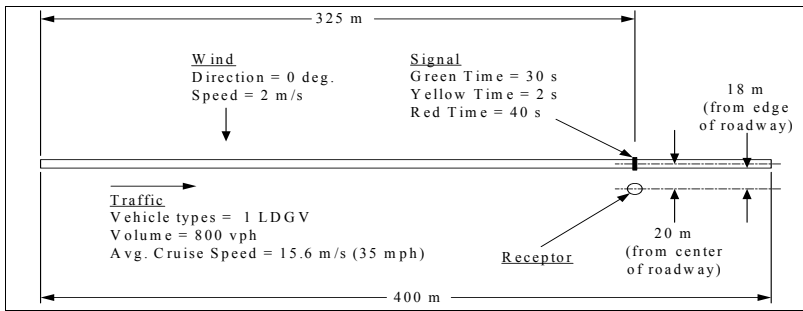 325 m
Wind
Direction = 0 deg.
Speed = 2 m/s
Signal
Green Time = 30 s
Yellow Time = 2 s
Red Time = 40 s
18 m
(from edge
of roadway)
Traffic
Vehicle types = 1 LDGV
Volume = 800 vph
Avg. Cruise Speed = 15.6 m/s (35 mph)
Receptor
20 m
(from center
of roadway)
400 m